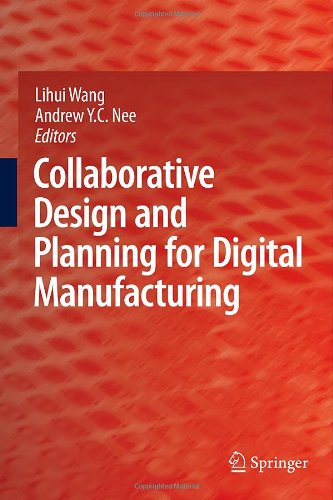 Lihui Wang
Andrew Y.C. Nee
Editors
Collaborative
Design and
Planning for Digital
Manufacturing
Springer